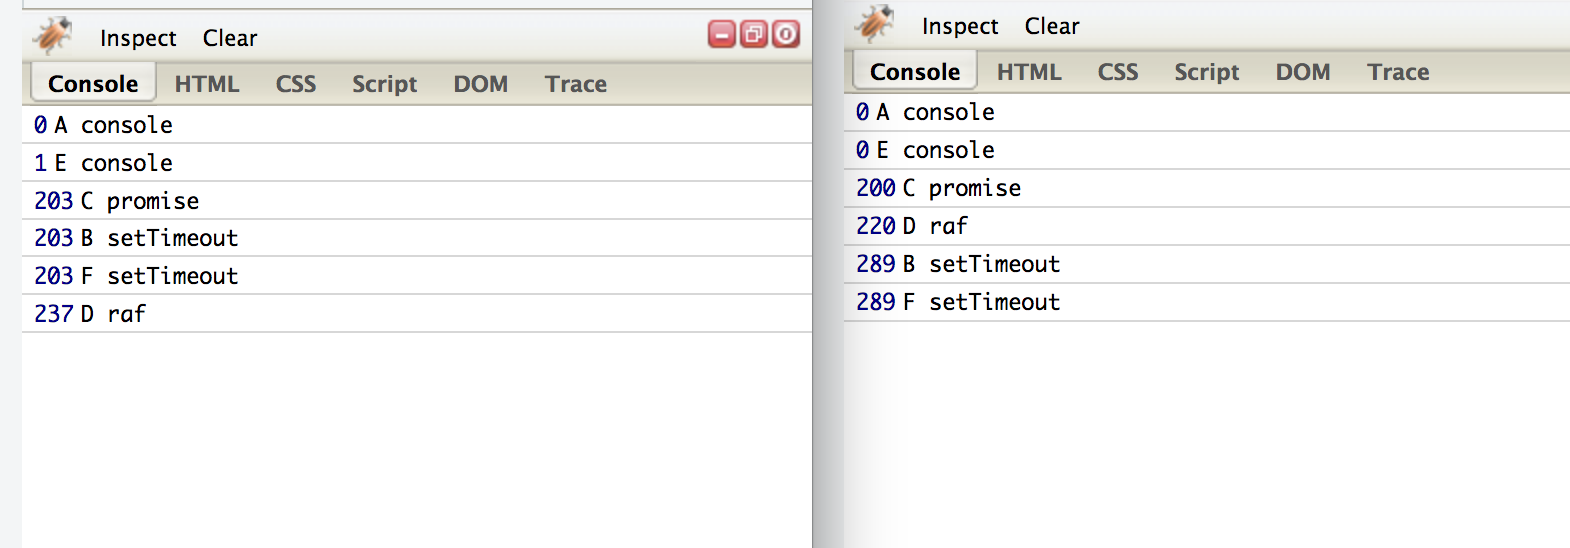 Inspect Clear
Console HTML CSS Script DOM Trace
0 A console
1 E console
203 C promise
203 B setTimeout
203 F setTimeout
237 D raf
Inspect Clear
Console HTML CSS Script DOM Trace
0 A console
0 E console
200 C promise
220 D raf
289 B setTimeout
289 F setTimeout